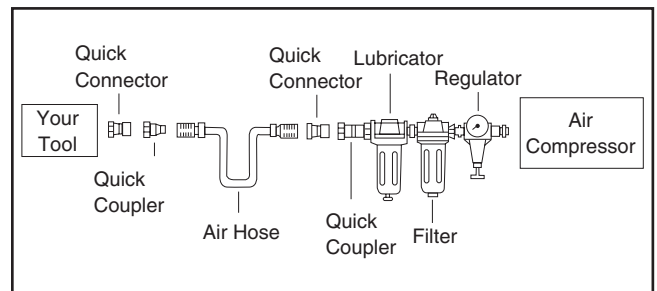 Quick
Connector
Quick
Connector
Lubricator
Regulator
Your
Tool
Air
Compressor
Quick
Coupler
Air Hose
Quick
Coupler
Filter